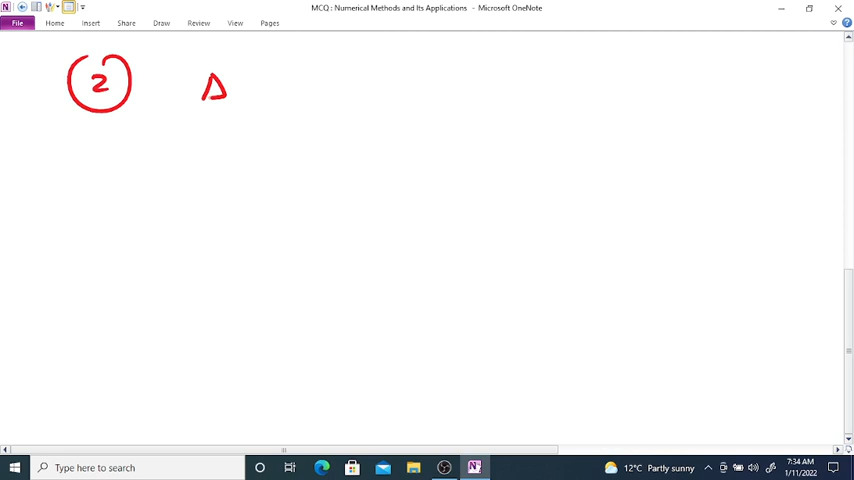 MCQ : Numerical Methods and Its Applications - Microsoft OneNote
File Home Insert Share Draw History Review View Pages
2 Δ
Type here to search
12°C Partly sunny
7:34 AM
1/11/2022